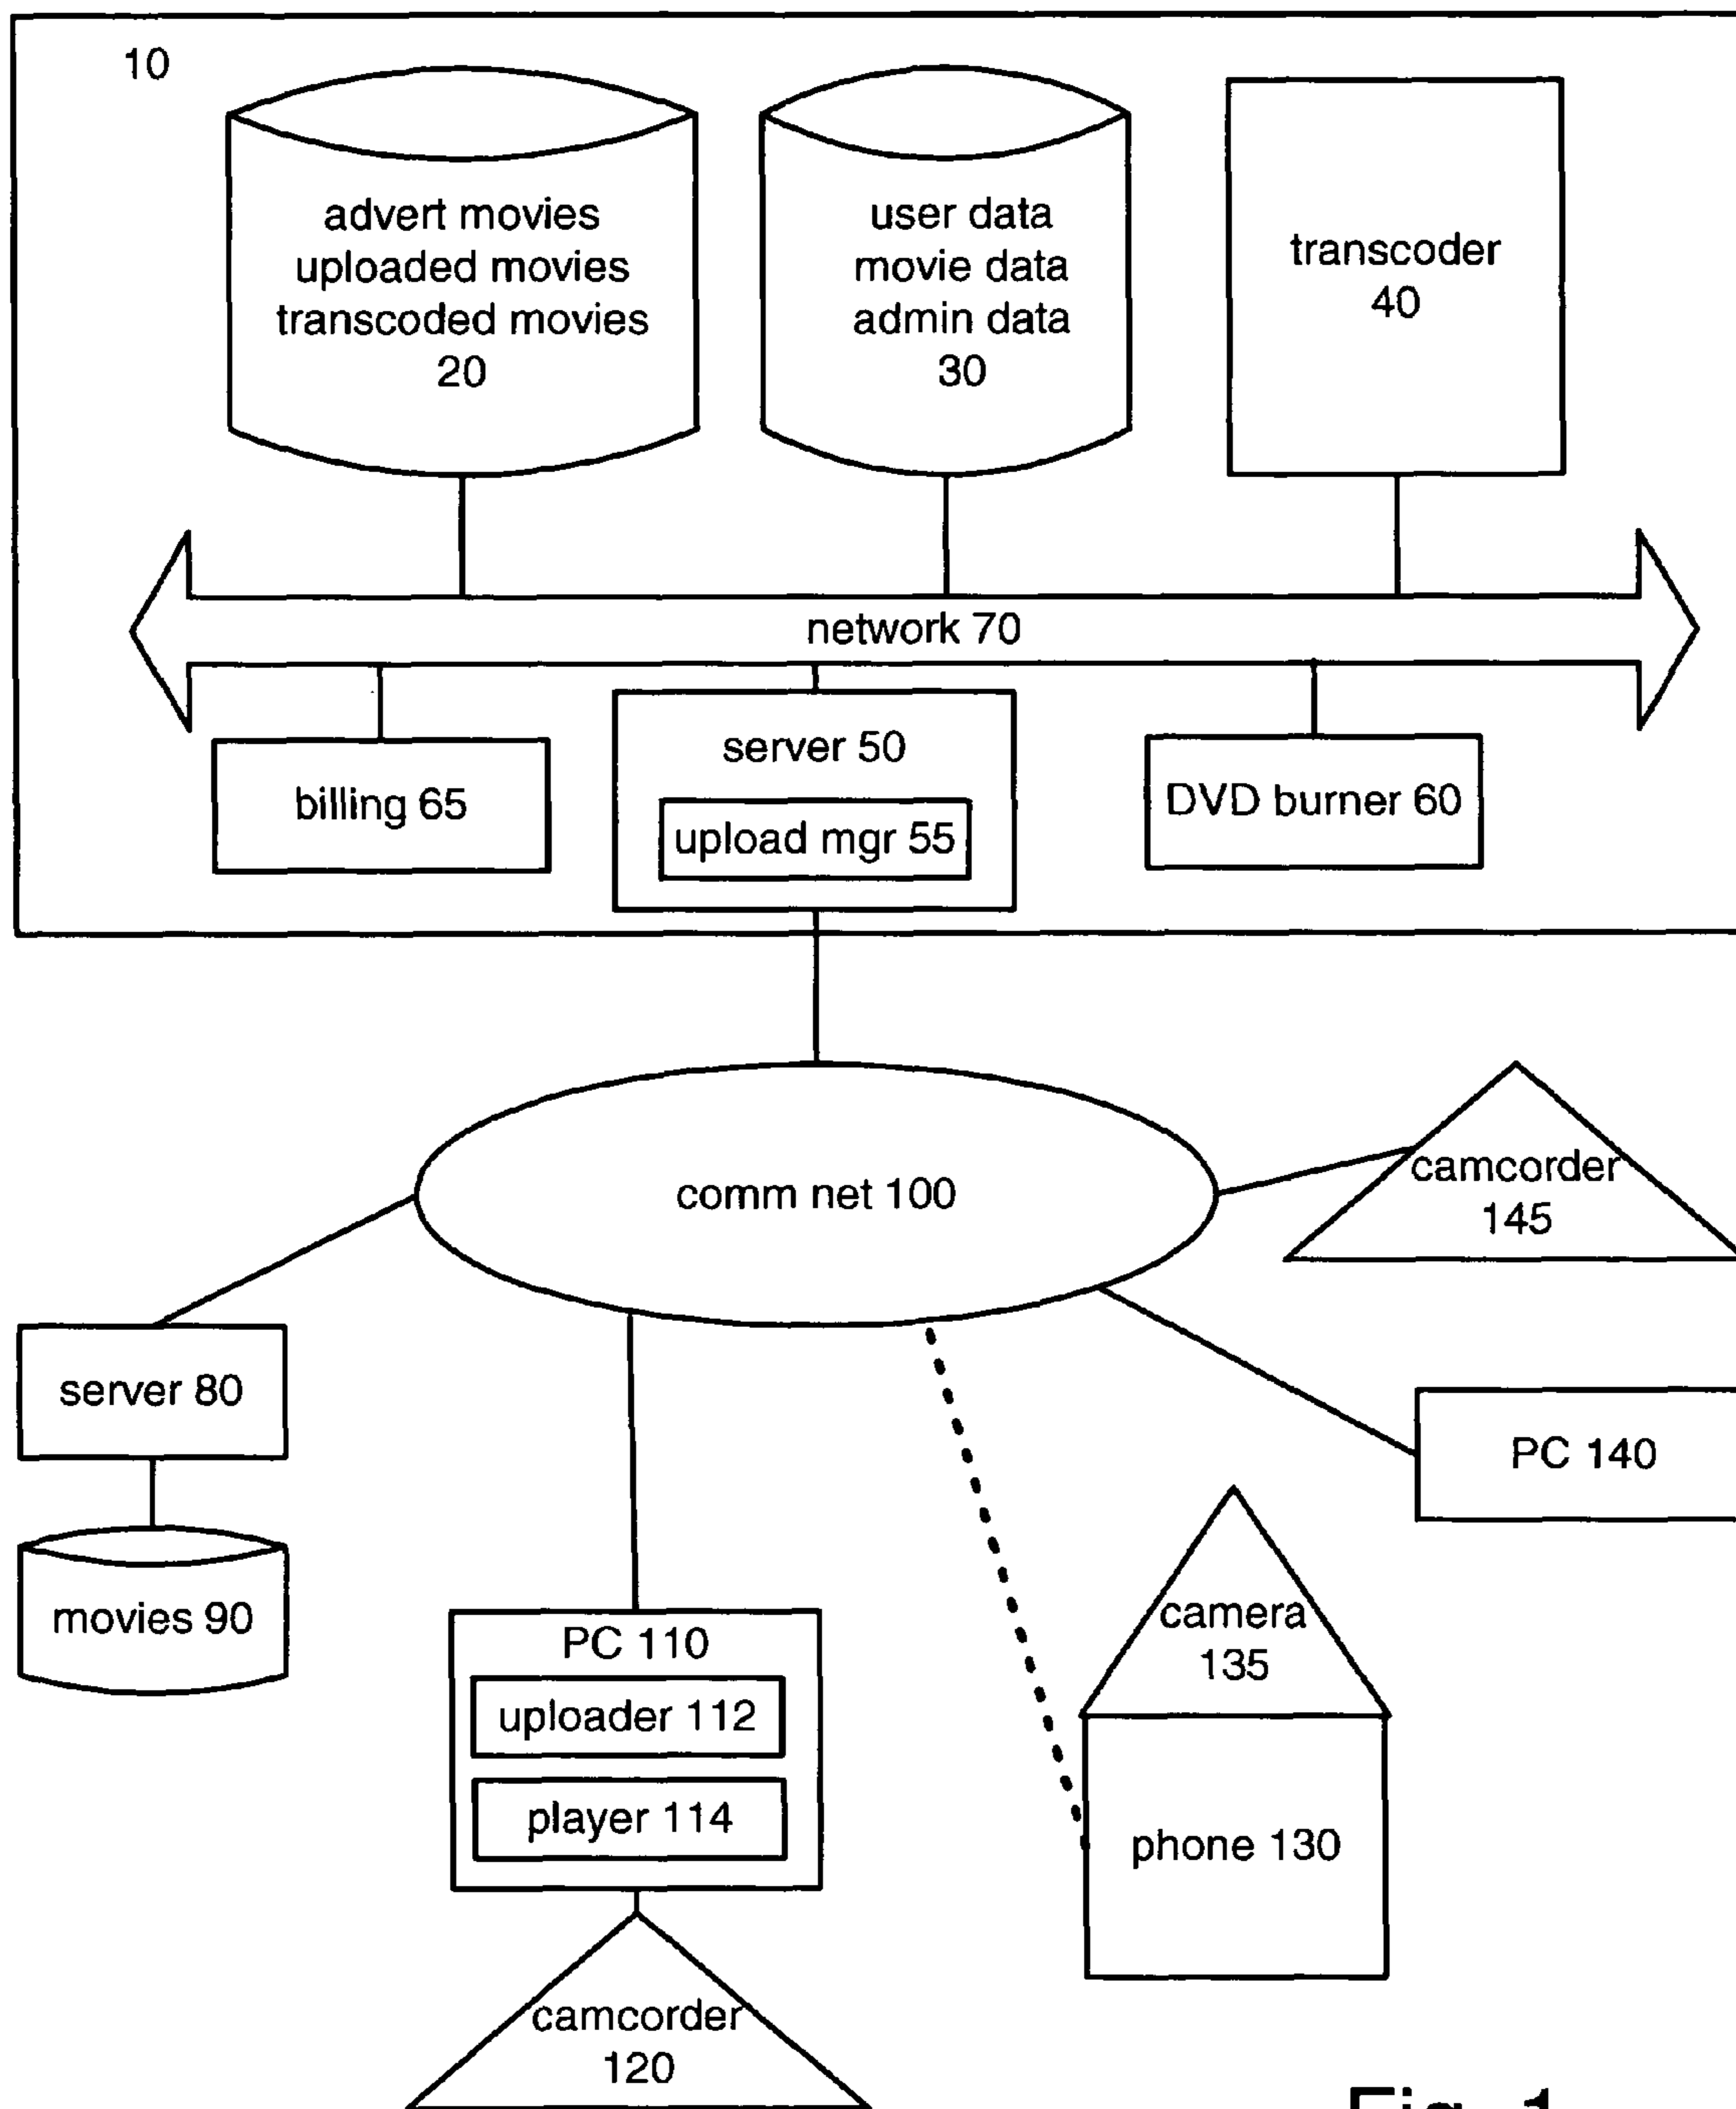 10
advert movies
uploaded movies
transcoded movies
20
user data
movie data
admin data
30
transcoder
40
network 70
billing 65
server 50
upload mgr 55
DVD burner 60
comm net 100
camcorder
145
server 80
PC 140
movies 90
camera
135
PC 110
uploader 112
player 114
phone 130
camcorder
120
Fig. 1